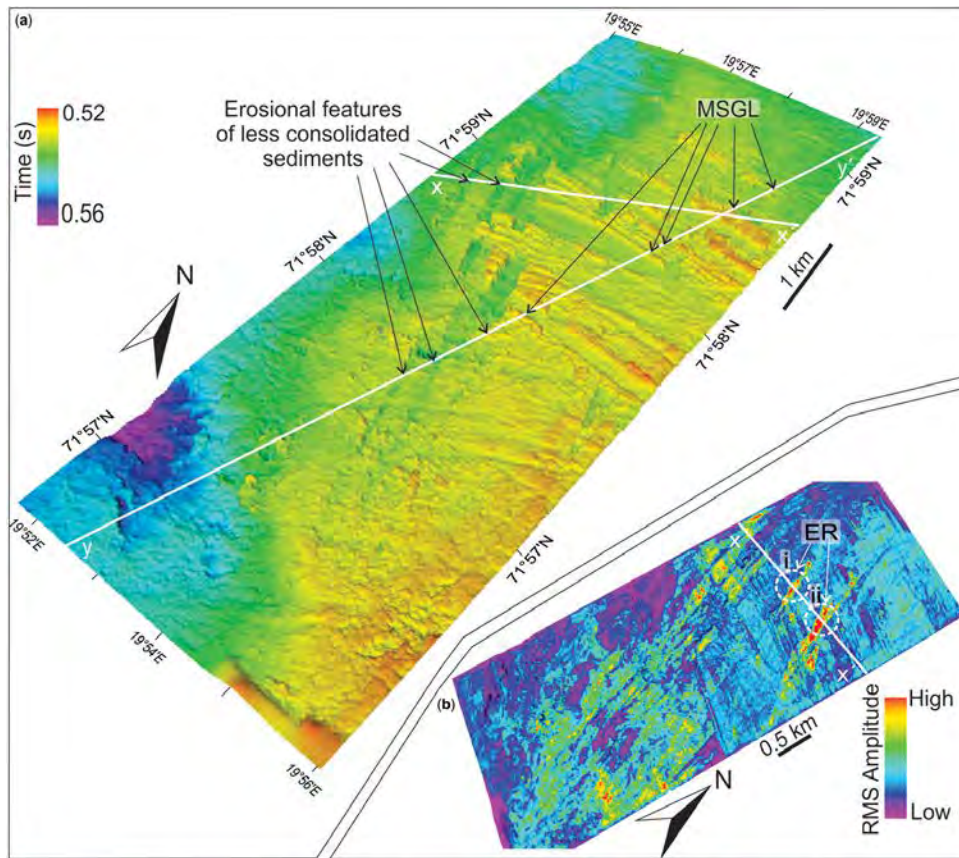 (a)
Time (s)
0.52
0.56
Erosional features
of less consolidated
sediments
MSGL
19°55'E
19°57'E
19°59'E
71°59'N
71°58'N
71°57'N
19°52'E
19°54'E
19°56'E
71°59'N
71°58'N
71°57'N
x
x
y
y'
N
1 km
(b)
ER
i
ii
x
x
0.5 km
N
RMS Amplitude
High
Low